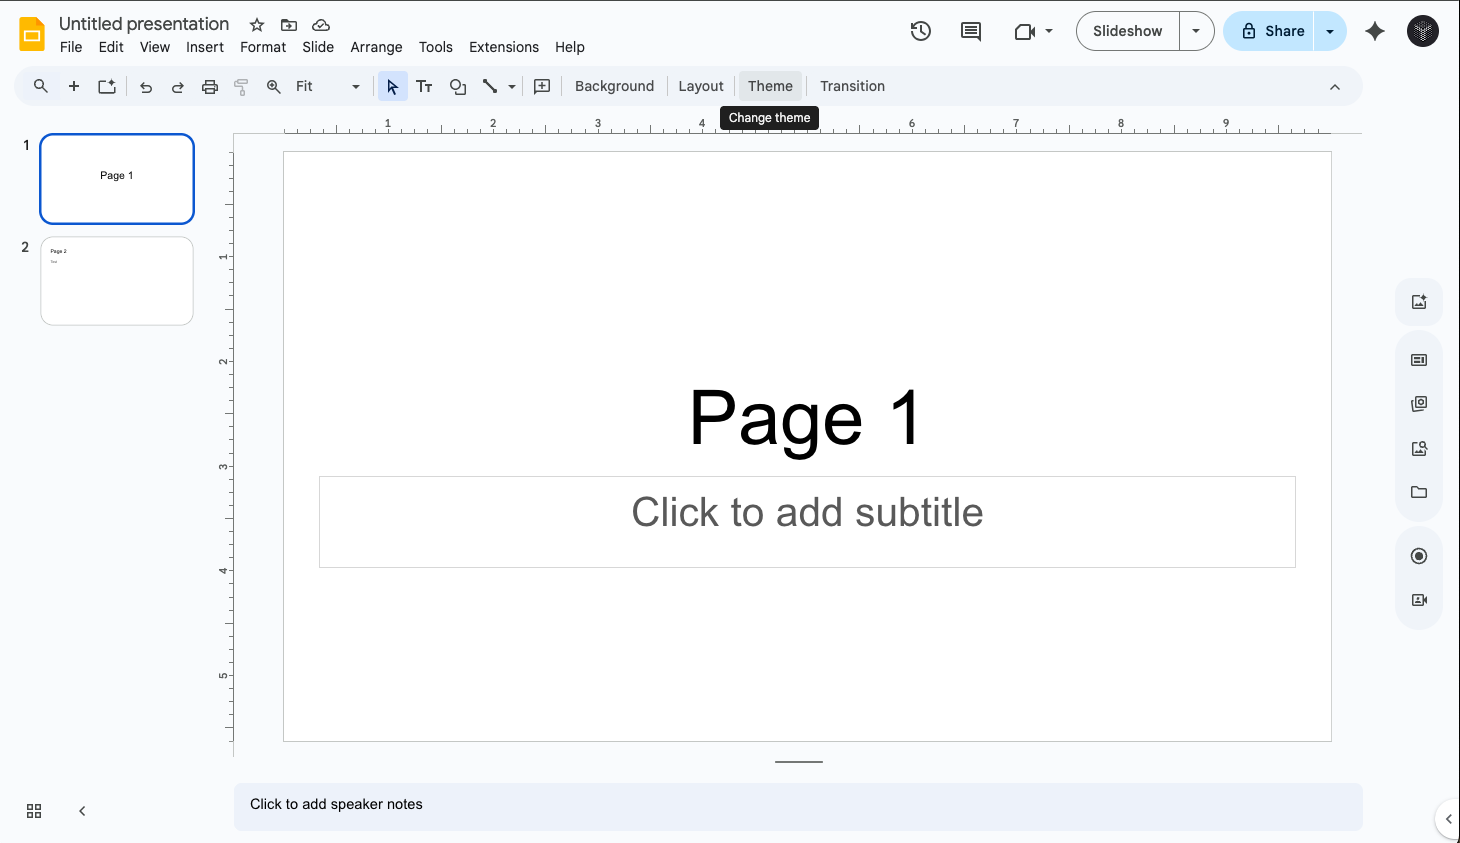 Untitled presentation
File Edit View Insert Format Slide Arrange Tools Extensions Help
Slideshow
Share
Fit
Background
Layout
Theme
Transition
Change theme
1 2 3 4 6 7 8 9
1
Page 1
2
Page 2
Text
1
2
3
4
5
Page 1
Click to add subtitle
Click to add speaker notes